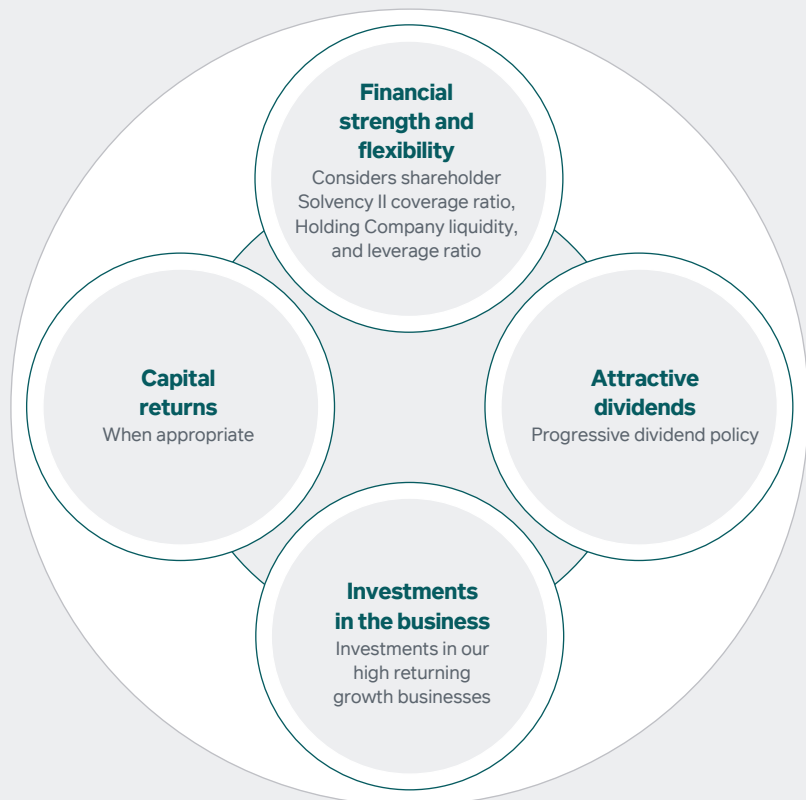 Financial
strength and
flexibility
Considers shareholder
Solvency II coverage ratio,
Holding Company liquidity,
and leverage ratio
Capital
returns
When appropriate
Attractive
dividends
Progressive dividend policy
Investments
in the business
Investments in our
high returning
growth businesses